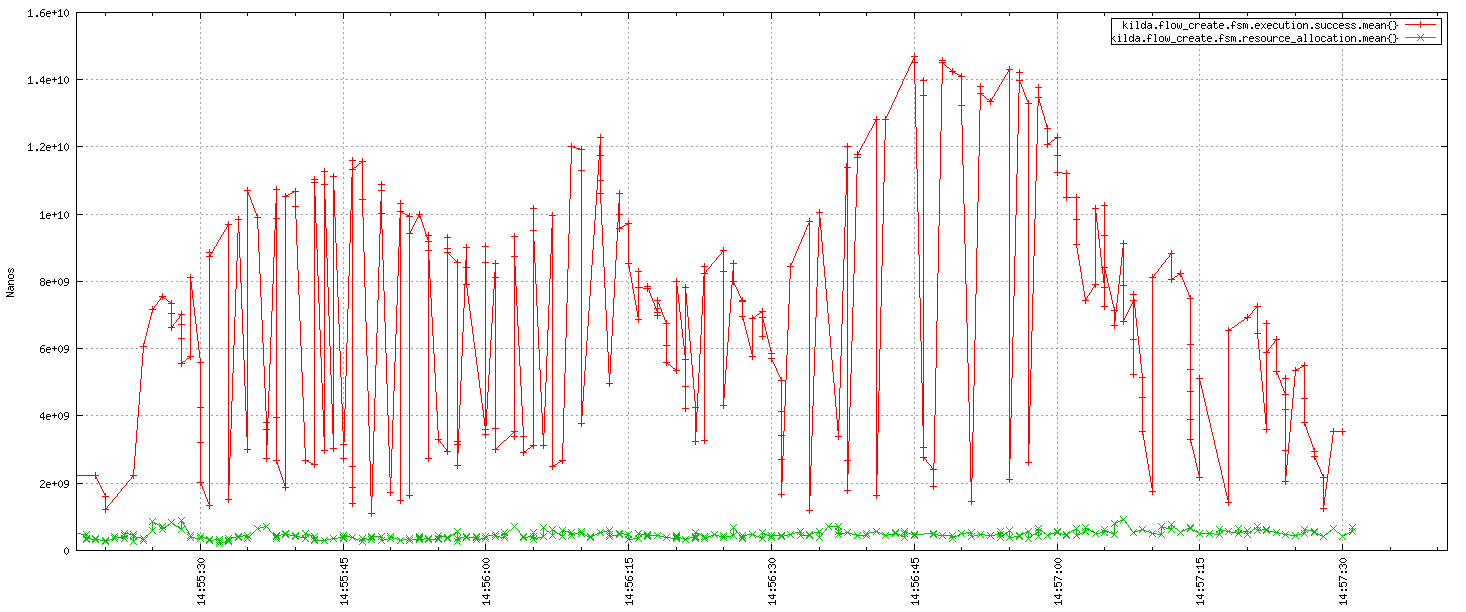 1.6e+10
kilda.flow_create.fsm.execution.success.mean{}
kilda.flow_create.fsm.resource_allocation.mean{}
1.4e+10
1.2e+10
1e+10
8e+09
6e+09
4e+09
2e+09
0
Nanos
14:55:30
14:55:45
14:56:00
14:56:15
14:56:30
14:56:45
14:57:00
14:57:15
14:57:30